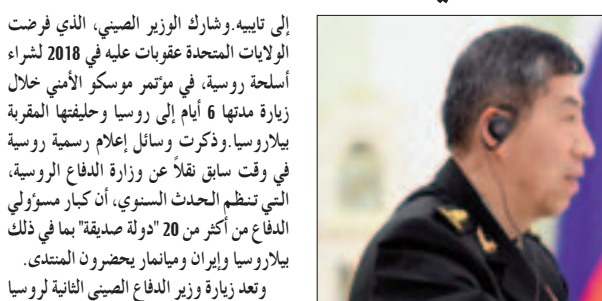 إلى تايبيه.وشارك الوزير الصيني، الذي فرضت
الولايات المتحدة عقوبات عليه في 2018 لشراء
أسلحة روسية، في مؤتمر موسكو الأمني خلال
زيارة مدتها 6 أيام إلى روسيا وحليفتها المقربة
بيلاروسيا.وذكرت وسائل إعلام رسمية روسية
في وقت سابق نقلاً عن وزارة الدفاع الروسية،
التي تنظم الحدث السنوي، أن كبار مسؤولي
الدفاع من أكثر من 20 "دولة صديقة" بما في ذلك
بيلاروسيا وإيران وميانمار يحضرون المنتدى.
وتعد زيارة وزير الدفاع الصيني الثانية لروسيا